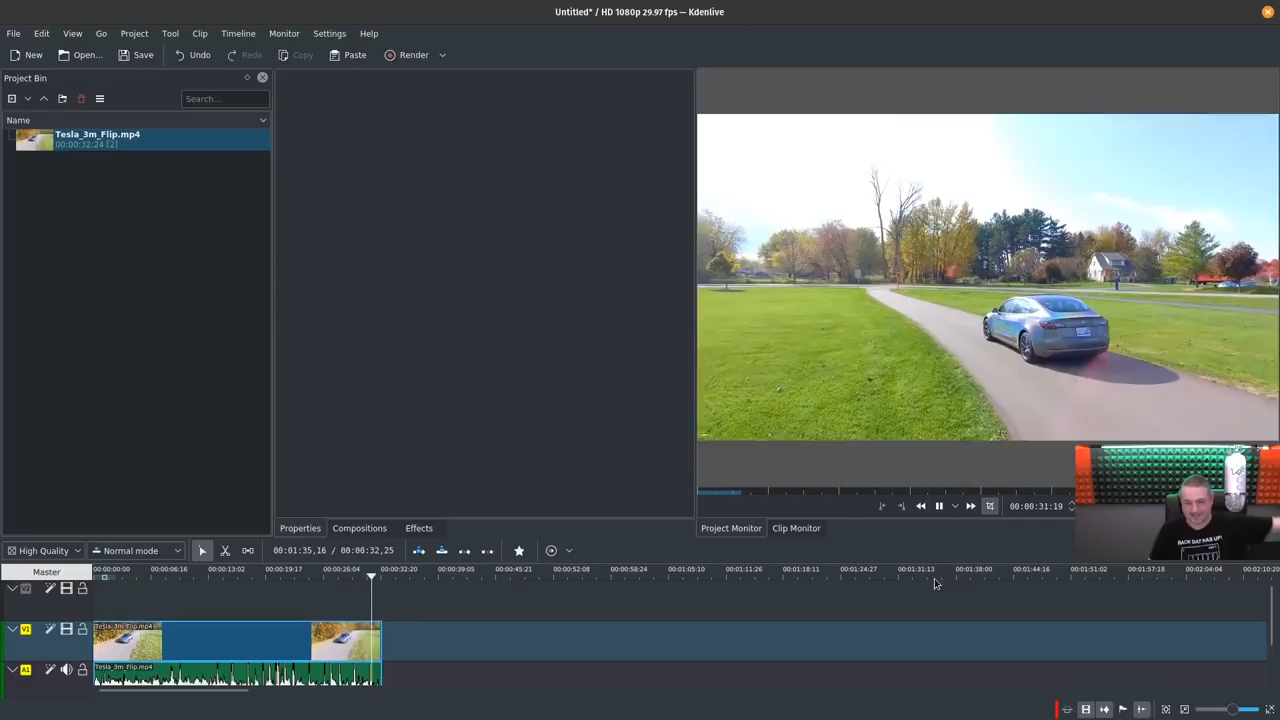 Untitled* / HD 1080p 29.97 fps — Kdenlive
File Edit View Go Project Tool Clip Timeline Monitor Settings Help
New Open... Save Undo Redo Copy Paste Render
Project Bin
Search...
Name
Tesla_3m_Flip.mp4
00:00:32:24 [2]
00:00:31:19
Properties Compositions Effects Project Monitor Clip Monitor
High Quality Normal mode 00:01:35,16 / 00:00:32,25
Master 00:00:00:00 00:00:06:16 00:00:13:02 00:00:19:17 00:00:26:04 00:00:32:20 00:00:39:05 00:00:45:21 00:00:52:08 00:00:58:24 00:01:05:10 00:01:11:26 00:01:18:11 00:01:24:27 00:01:31:13 00:01:38:00 00:01:44:16 00:01:51:02 00:01:57:18 00:02:04:04 00:02:10:20
V2
V1 Tesla_3m_Flip.mp4
A1 Tesla_3m_Flip.mp4
BACK DAT NAS UP!